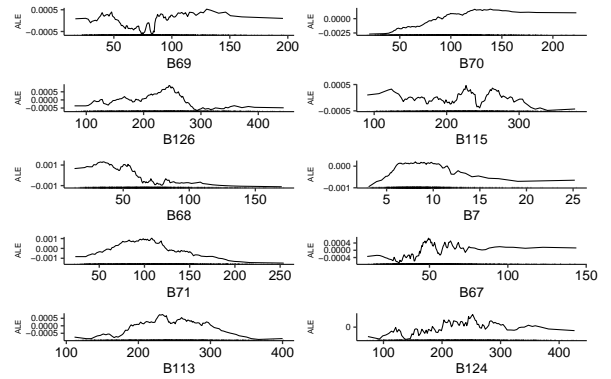 ALE 0.0005 −0.0005
50 100 150 200
B69
ALE 0.0000 −0.0025
50 100 150 200
B70
ALE 0.0005 0.0000 −0.0005
100 200 300 400
B126
ALE 0.0005 −0.0005
100 200 300
B115
ALE 0.001 −0.001
50 100 150
B68
ALE 0.000 −0.001
5 10 15 20 25
B7
ALE 0.001 0.000 −0.001
50 100 150 200 250
B71
ALE 0.0004 −0.0004
50 100 150
B67
ALE 0.0005 0.0000 −0.0005
100 200 300 400
B113
ALE 0
100 200 300 400
B124